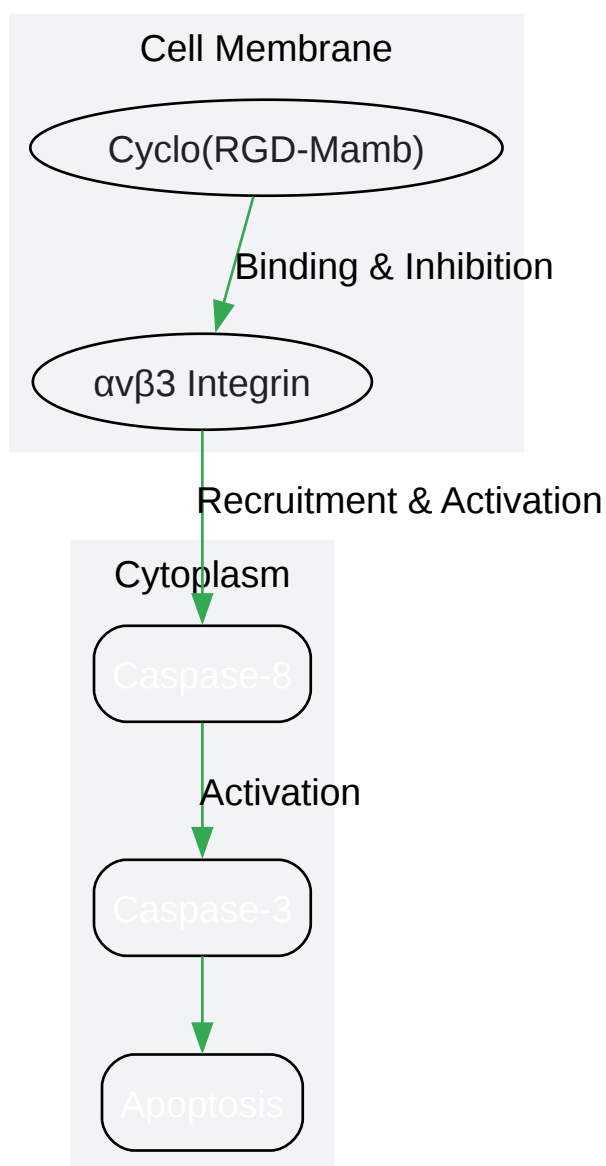 Cell Membrane
Cyclo(RGD-Mamb)
Binding & Inhibition
αvβ3 Integrin
Recruitment & Activation
Cytoplasm
Caspase-8
Activation
Caspase-3
Apoptosis